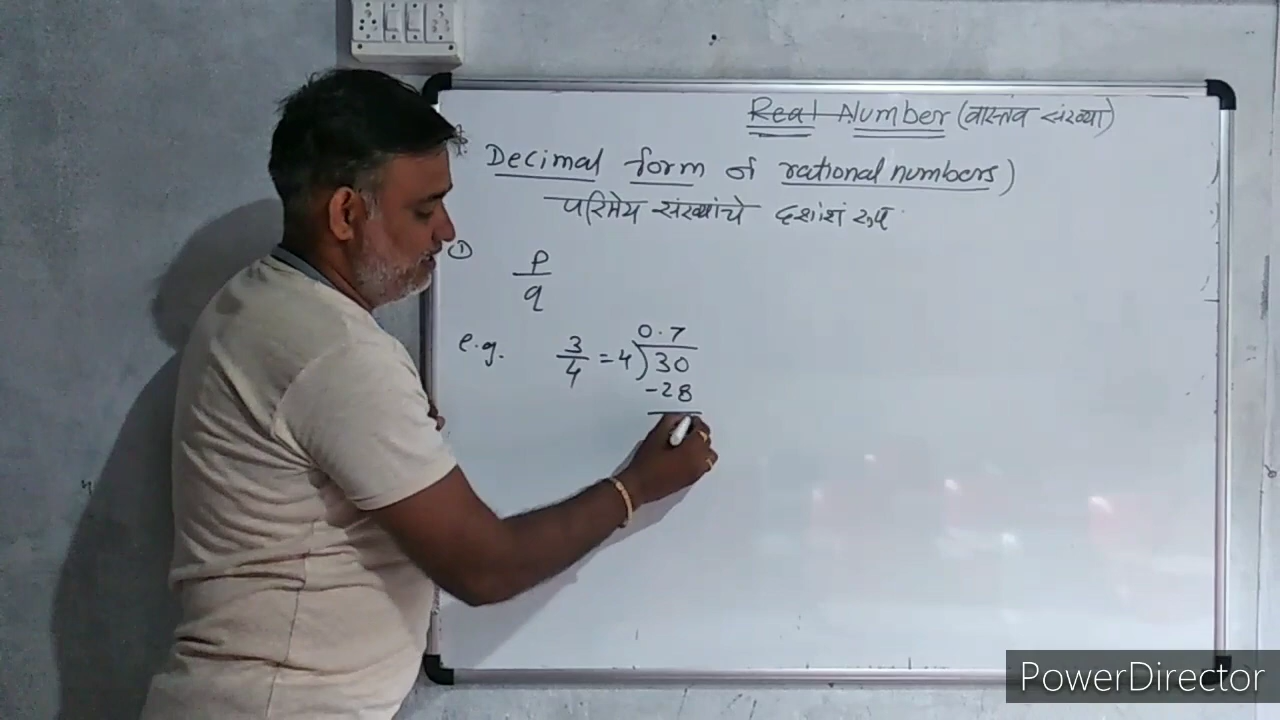 Real Number (वास्तव संख्या)
* Decimal form of rational numbers)
परिमेय संख्यांचे दशांश रुप
① p
q
0.7
e.g. 3/4 = 4)30
-28
PowerDirector